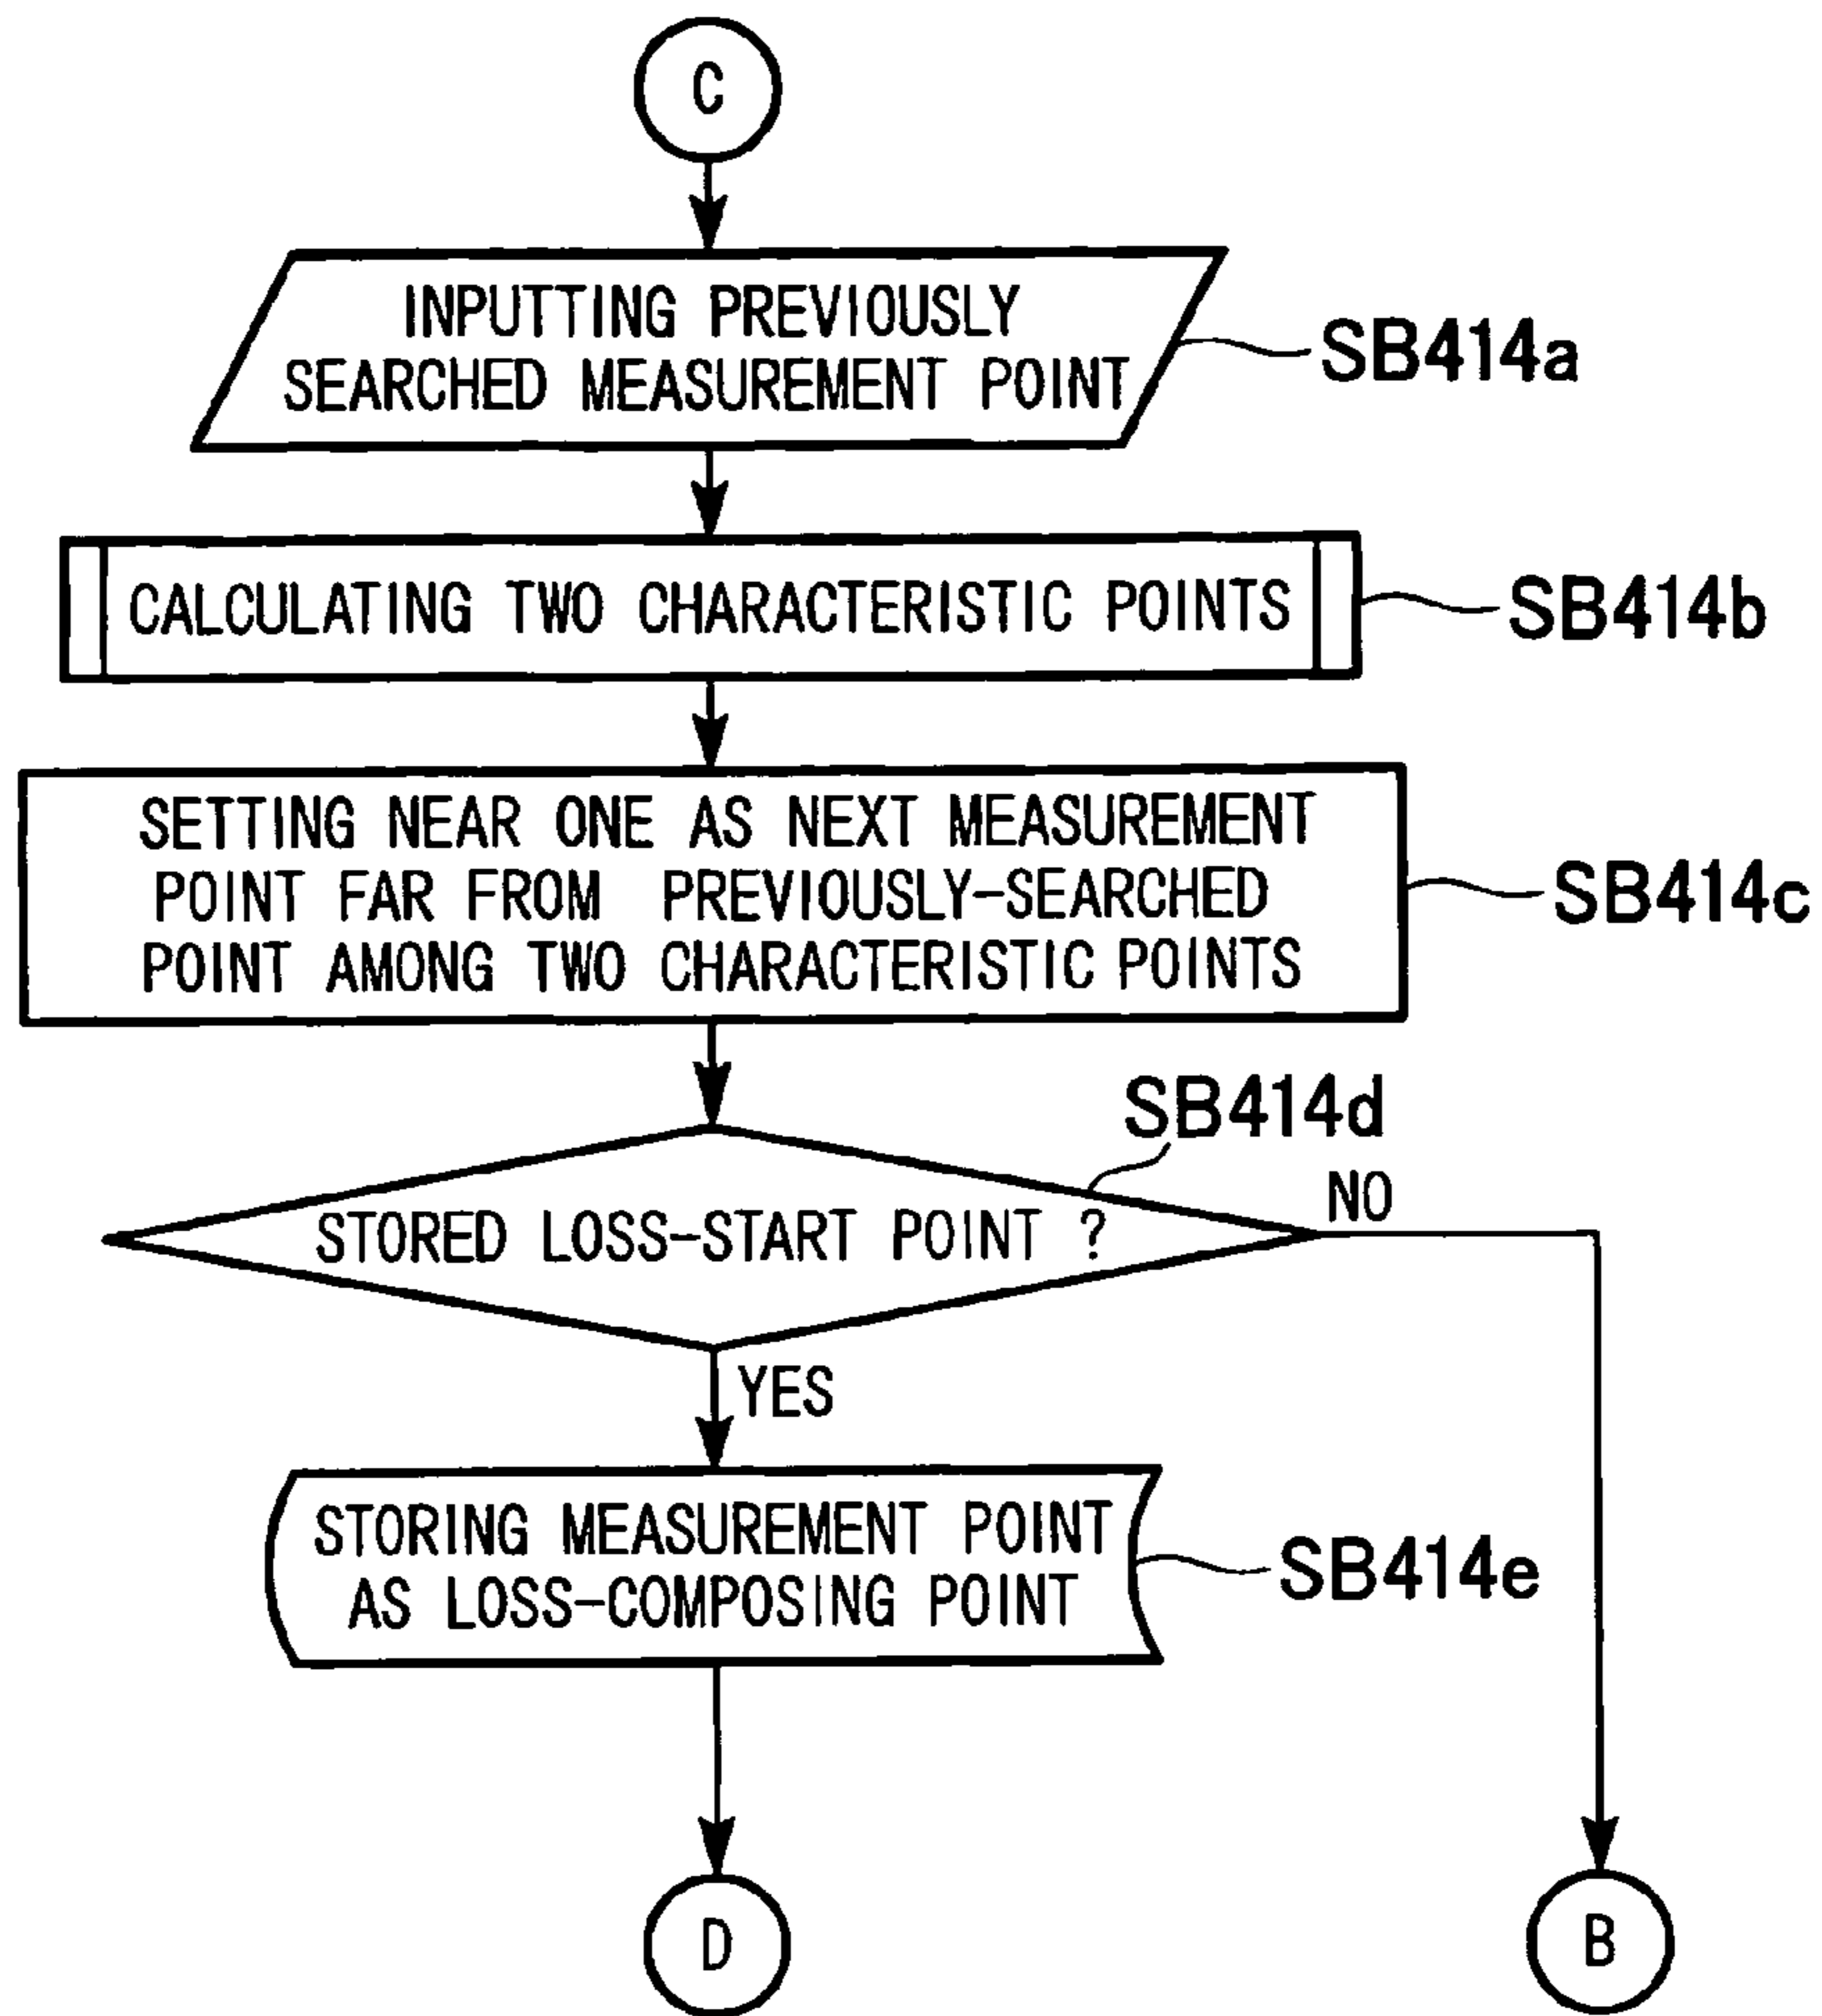 C
INPUTTING PREVIOUSLY
SEARCHED MEASUREMENT POINT
SB414a
CALCULATING TWO CHARACTERISTIC POINTS
SB414b
SETTING NEAR ONE AS NEXT MEASUREMENT
POINT FAR FROM PREVIOUSLY-SEARCHED
POINT AMONG TWO CHARACTERISTIC POINTS
SB414c
SB414d
STORED LOSS-START POINT ?
NO
YES
STORING MEASUREMENT POINT
AS LOSS-COMPOSING POINT
SB414e
D
B